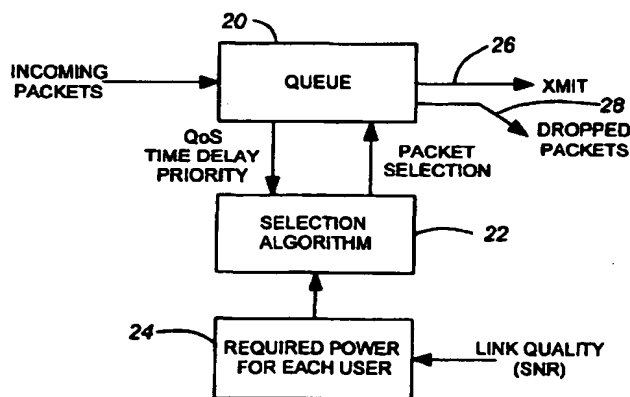 20
26
INCOMING
PACKETS
QUEUE
XMIT
28
DROPPED
PACKETS
QoS
TIME DELAY
PRIORITY
PACKET
SELECTION
SELECTION
ALGORITHM
22
24
REQUIRED POWER
FOR EACH USER
LINK QUALITY
(SNR)